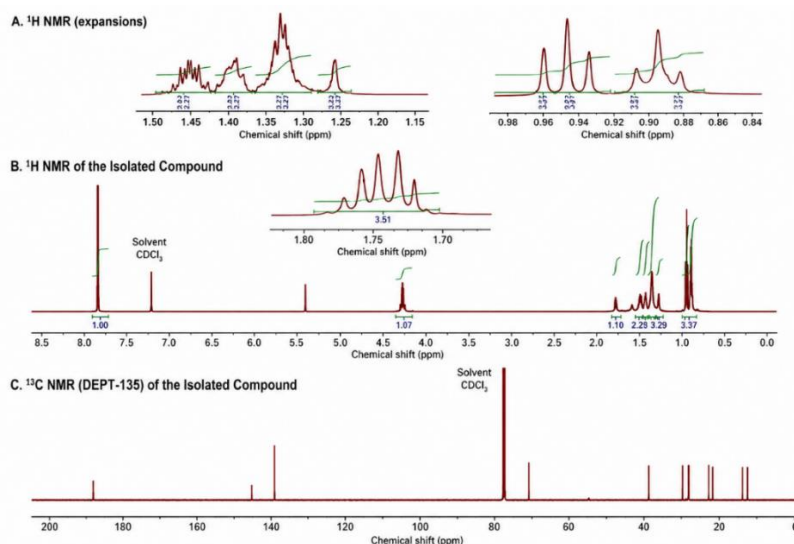 A. ¹H NMR (expansions)
1.50 1.45 1.40 1.35 1.30 1.25 1.20 1.15
Chemical shift (ppm)
0.98 0.96 0.94 0.92 0.90 0.88 0.86 0.84
Chemical shift (ppm)
B. ¹H NMR of the Isolated Compound
3.51
1.80 1.77 1.73 1.70
Chemical shift (ppm)
Solvent
CDCl₃
1.00 1.07 1.10 2.29 3.29 3.37
8.5 8.0 7.5 7.0 6.5 6.0 5.5 5.0 4.5 4.0 3.5 3.0 2.5 2.0 1.5 1.0 0.5 0.0
Chemical shift (ppm)
C. ¹³C NMR (DEPT-135) of the Isolated Compound
Solvent
CDCl₃
200 180 160 140 120 100 80 60 40 20 0
Chemical shift (ppm)